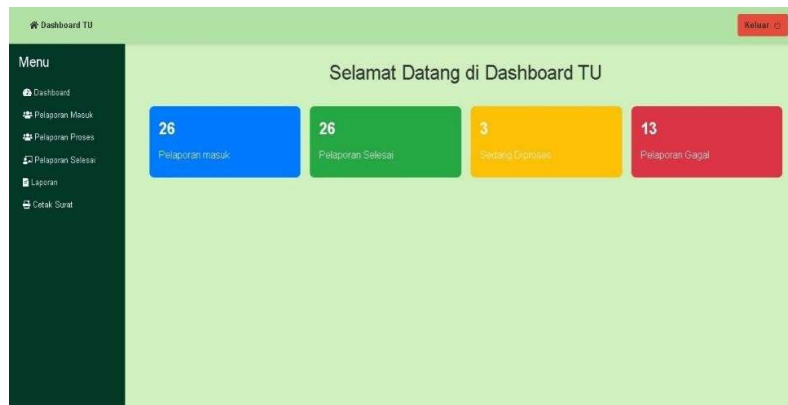 Dashboard TU
Keluar
Menu
Dashboard
Pelaporan Masuk
Pelaporan Proses
Pelaporan Selesai
Laporan
Cetak Surat
Selamat Datang di Dashboard TU
26
Pelaporan masuk
26
Pelaporan Selesai
3
Sedang Diproses
13
Pelaporan Gagal